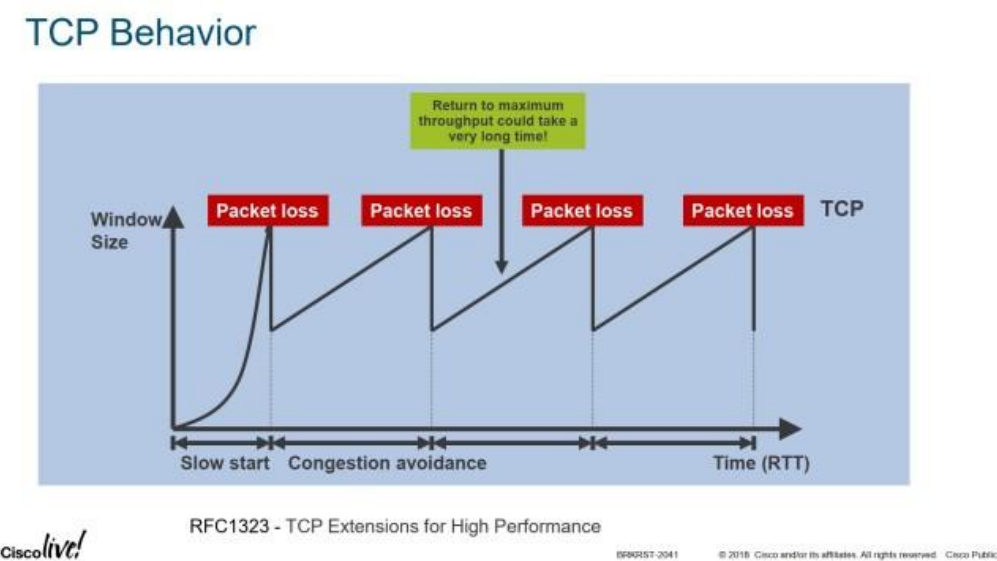 TCP Behavior
Return to maximum
throughput could take a
very long time!
Window
Size
Packet loss
Packet loss
Packet loss
Packet loss
TCP
Slow start
Congestion avoidance
Time (RTT)
RFC1323 - TCP Extensions for High Performance
Cisco live!
BRKRST-2041
© 2018 Cisco and/or its affiliates. All rights reserved. Cisco Public